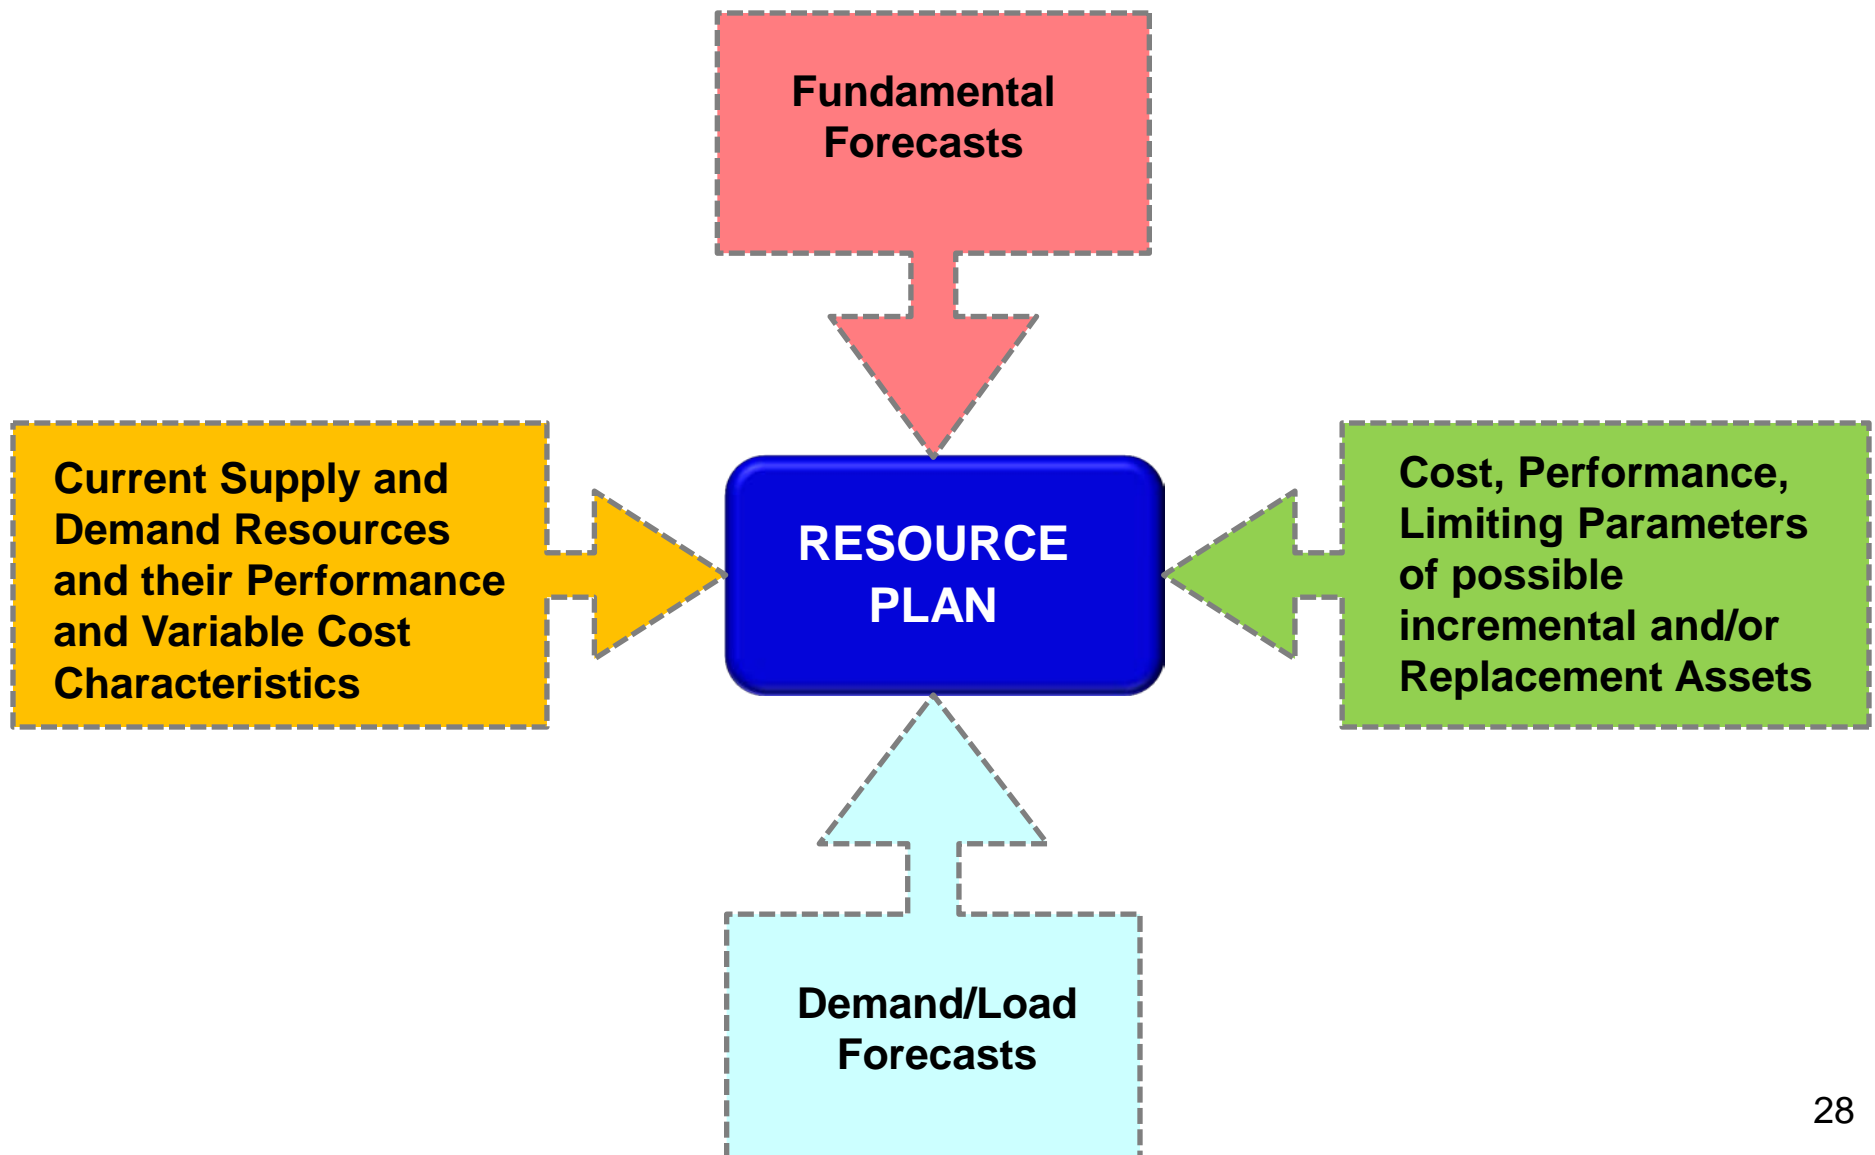 Fundamental
Forecasts
Current Supply and
Demand Resources
and their Performance
and Variable Cost
Characteristics
RESOURCE
PLAN
Cost, Performance,
Limiting Parameters
of possible
incremental and/or
Replacement Assets
Demand/Load
Forecasts
28